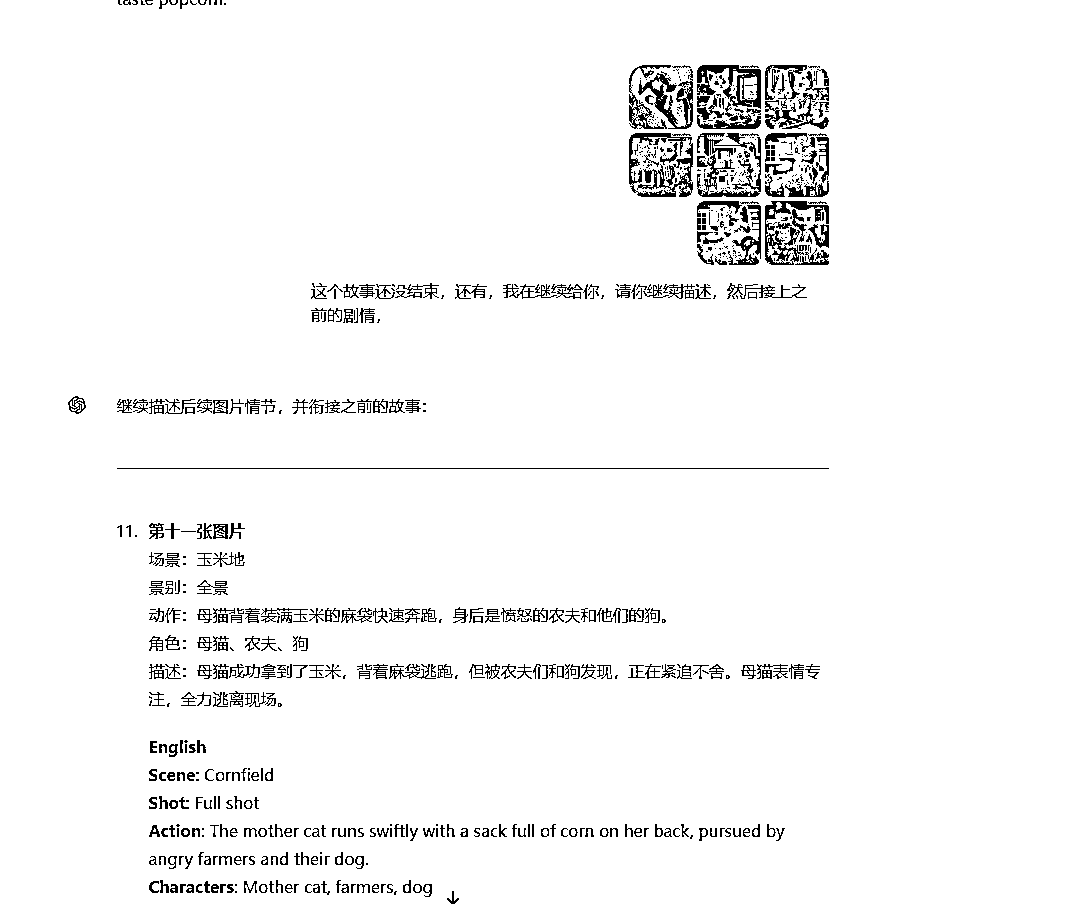 taste popcorn.
这个故事还没结束，还有，我在继续给你，请你继续描述，然后接上之
前的剧情，
继续描述后续图片情节，并衔接之前的故事：
11. 第十一张图片
场景：玉米地
景别：全景
动作：母猫背着装满玉米的麻袋快速奔跑，身后是愤怒的农夫和他们的狗。
角色：母猫、农夫、狗
描述：母猫成功拿到了玉米，背着麻袋逃跑，但被农夫们和狗发现，正在紧追不舍。母猫表情专
注，全力逃离现场。
English
Scene: Cornfield
Shot: Full shot
Action: The mother cat runs swiftly with a sack full of corn on her back, pursued by
angry farmers and their dog.
Characters: Mother cat, farmers, dog